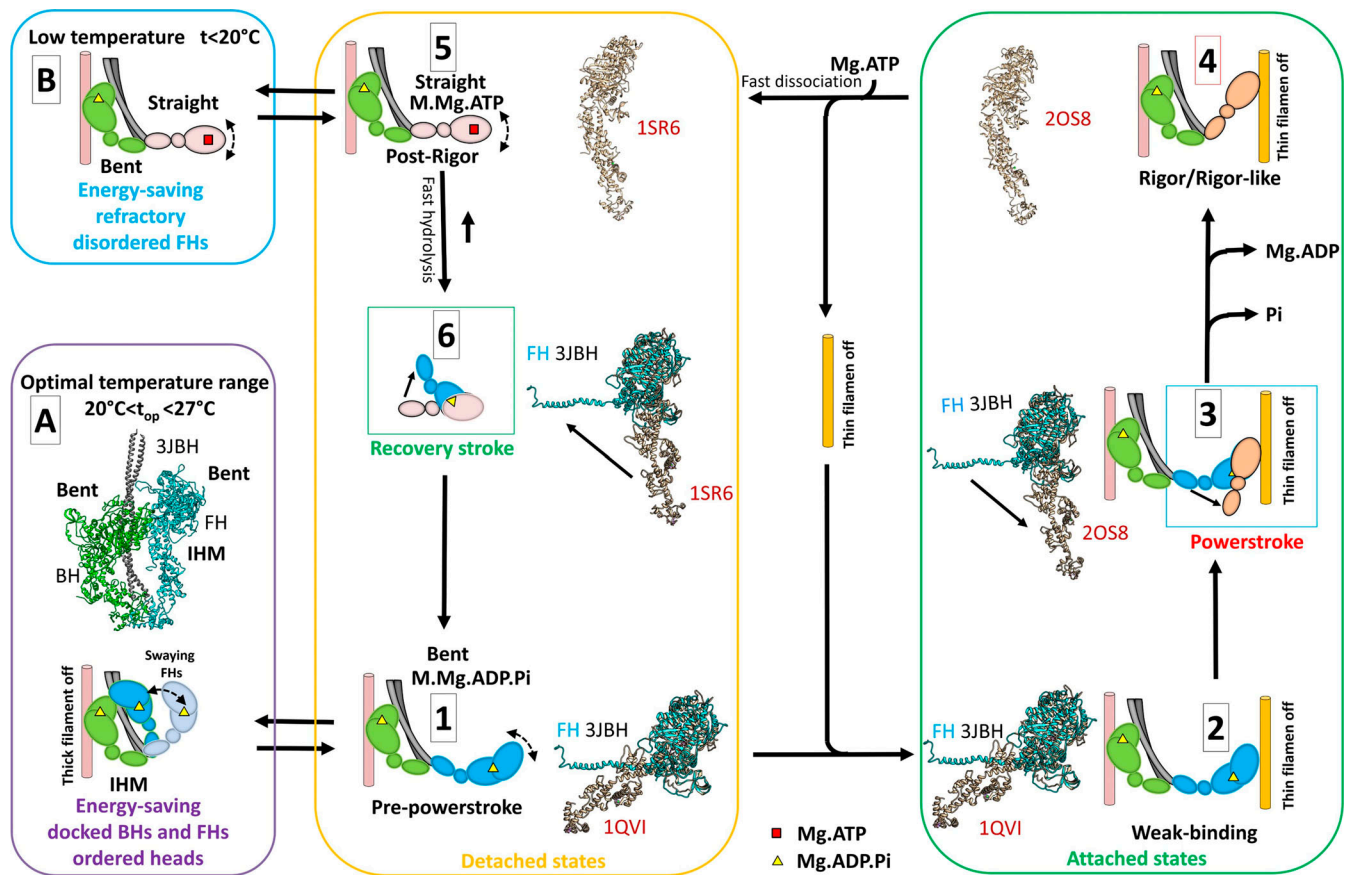 Low temperature t<20°C
B
Straight
Bent
Energy-saving
refractory
disordered FHs
5
Straight
M.Mg.ATP
Post-Rigor
1SR6
Fast hydrolysis
Mg.ATP
Fast dissociation
2OS8
4
Thin filamen off
Rigor/Rigor-like
Mg.ADP
Pi
Optimal temperature range
20°C<top <27°C
A
3JBH
Bent
Bent
FH
IHM
BH
Swaying
FHs
Thick filament off
IHM
Energy-saving
docked BHs and FHs
ordered heads
6
Recovery stroke
FH 3JBH
1SR6
Thin filamen off
FH 3JBH
2OS8
3
Thin filamen off
Powerstroke
Bent
M.Mg.ADP.Pi
1
Pre-powerstroke
FH 3JBH
1QVI
Detached states
Mg.ATP
Mg.ADP.Pi
FH 3JBH
1QVI
2
Thin filamen off
Weak-binding
Attached states